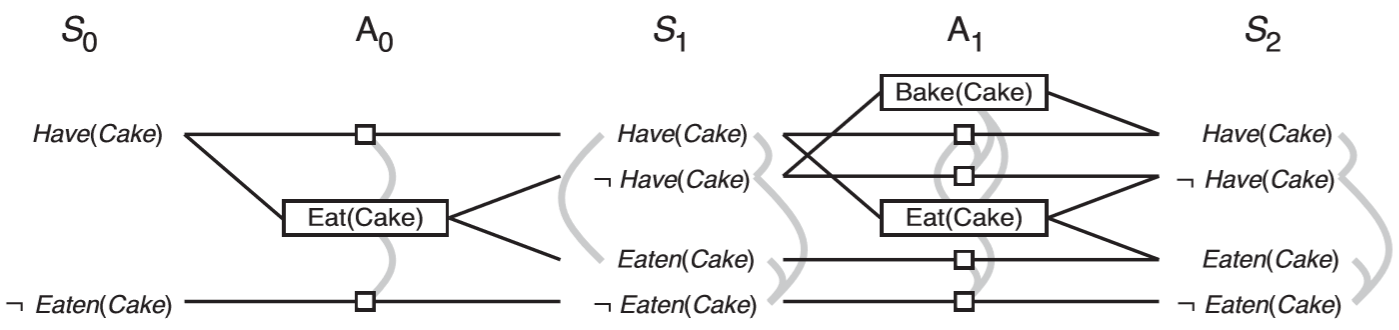 S0 A0 S1 A1 S2
Bake(Cake)
Have(Cake) Have(Cake) Have(Cake)
¬ Have(Cake) ¬ Have(Cake)
Eat(Cake) Eat(Cake)
Eaten(Cake) Eaten(Cake)
¬ Eaten(Cake) ¬ Eaten(Cake) ¬ Eaten(Cake)